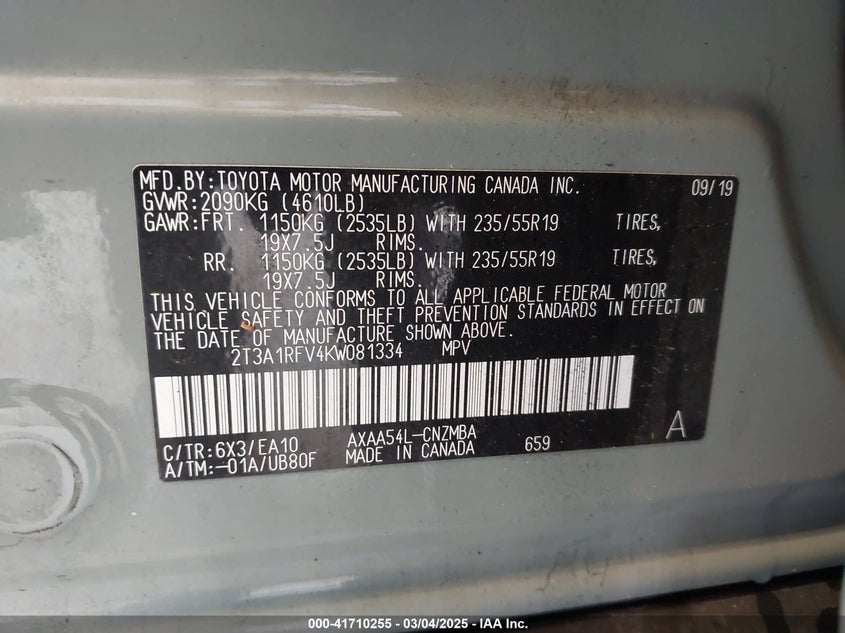 MFD.BY:TOYOTA MOTOR MANUFACTURING CANADA INC. 09/19
GVWR:2090KG (4610LB)
GAWR:FRT. 1150KG (2535LB) WITH 235/55R19 TIRES,
19X7.5J RIMS.
RR. 1150KG (2535LB) WITH 235/55R19 TIRES,
19X7.5J RIMS.
THIS VEHICLE CONFORMS TO ALL APPLICABLE FEDERAL MOTOR
VEHICLE SAFETY AND THEFT PREVENTION STANDARDS IN EFFECT ON
THE DATE OF MANUFACTURE SHOWN ABOVE.
2T3A1RFV4KW081334 MPV
C/TR:6X3/EA10 AXAA54L-CNZMBA 659 A
A/TM:-01A/UB80F MADE IN CANADA
000-41710255 - 03/04/2025 - IAA Inc.